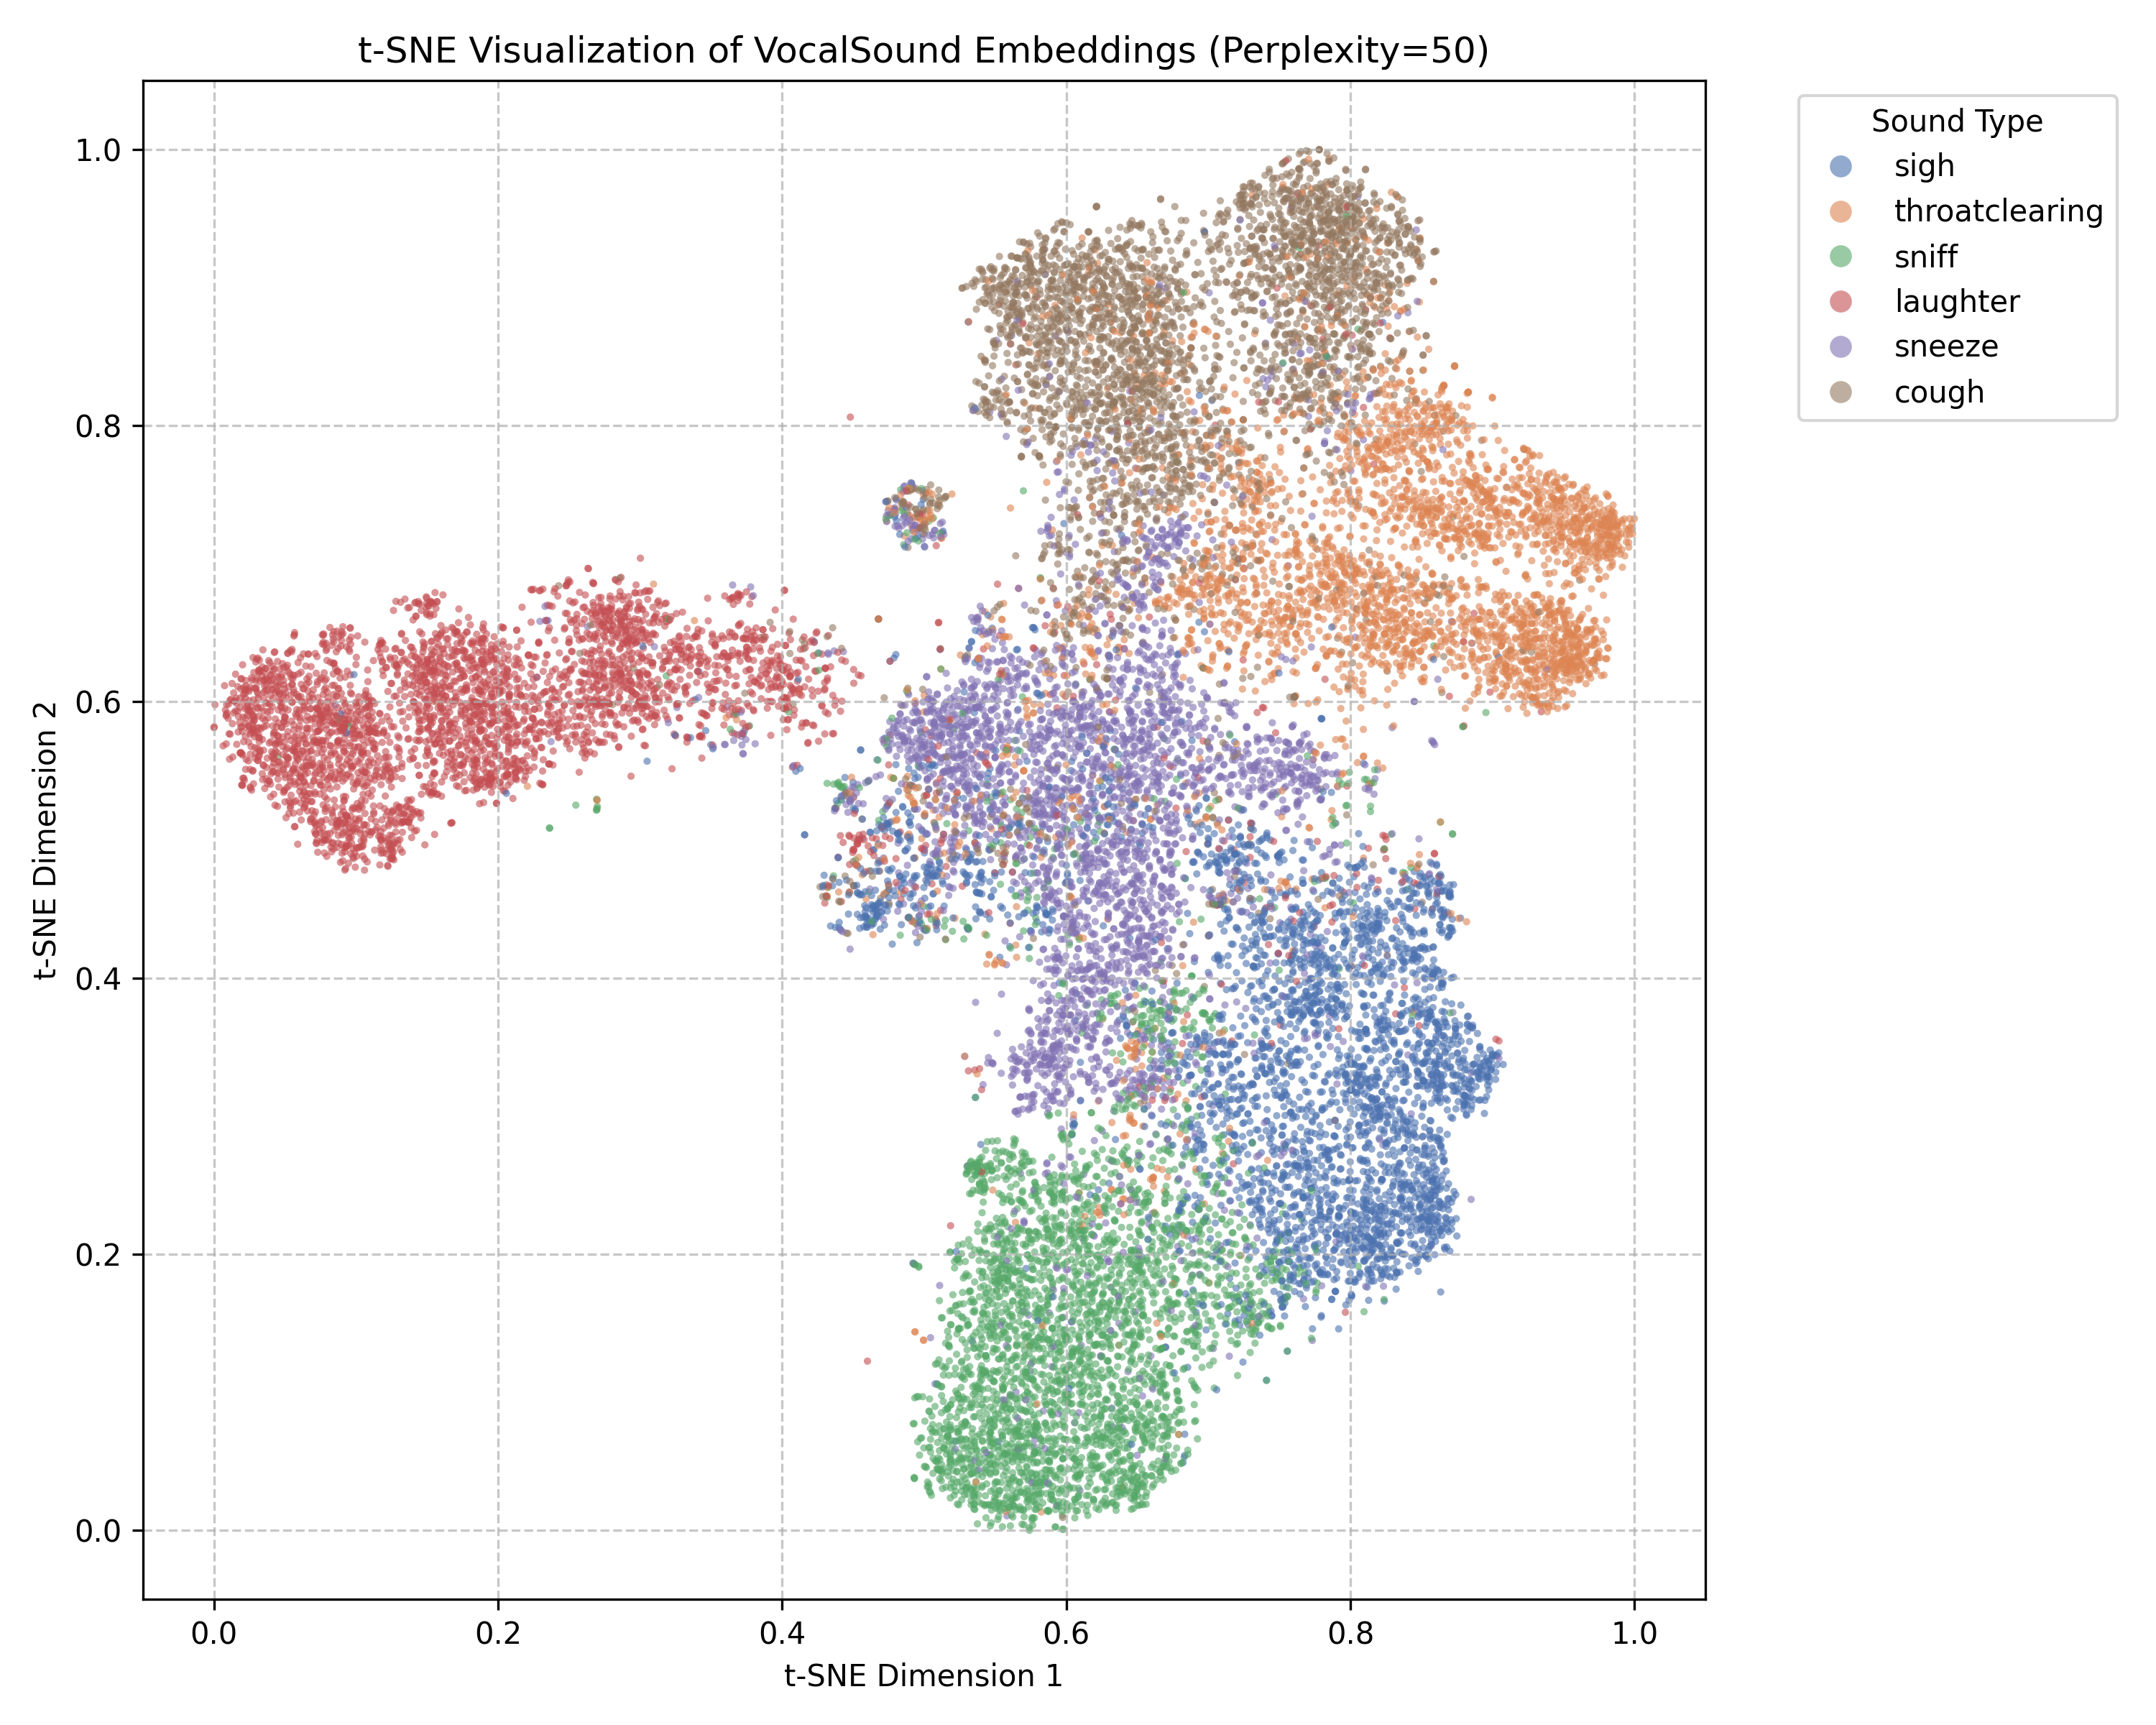 t-SNE Visualization of VocalSound Embeddings (Perplexity=50)
Sound Type
sigh
throatclearing
sniff
laughter
sneeze
cough
1.0
0.8
0.6
0.4
0.2
0.0
t-SNE Dimension 2
0.0
0.2
0.4
0.6
0.8
1.0
t-SNE Dimension 1